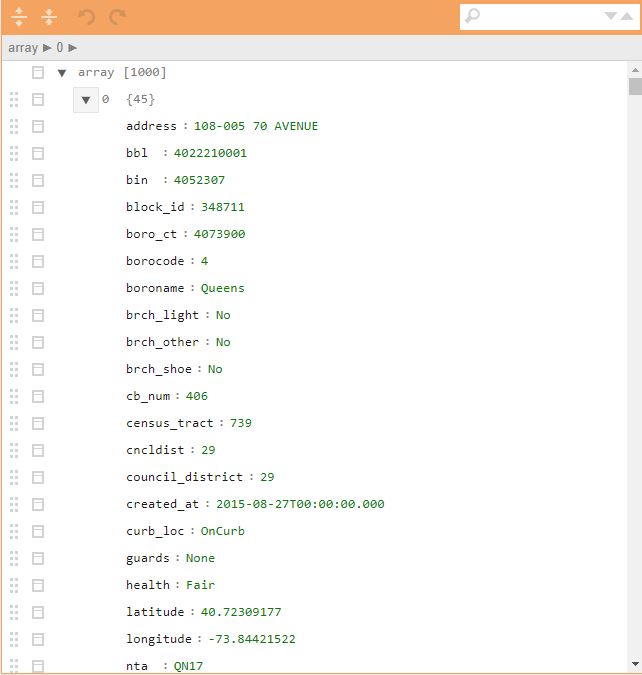 array ▶ 0 ▶
array [1000]
0 {45}
address : 108-005 70 AVENUE
bbl : 4022210001
bin : 4052307
block_id : 348711
boro_ct : 4073900
borocode : 4
boroname : Queens
brch_light : No
brch_other : No
brch_shoe : No
cb_num : 406
census_tract : 739
cncldist : 29
council_district : 29
created_at : 2015-08-27T00:00:00.000
curb_loc : OnCurb
guards : None
health : Fair
latitude : 40.72309177
longitude : -73.84421522
nta : QN17